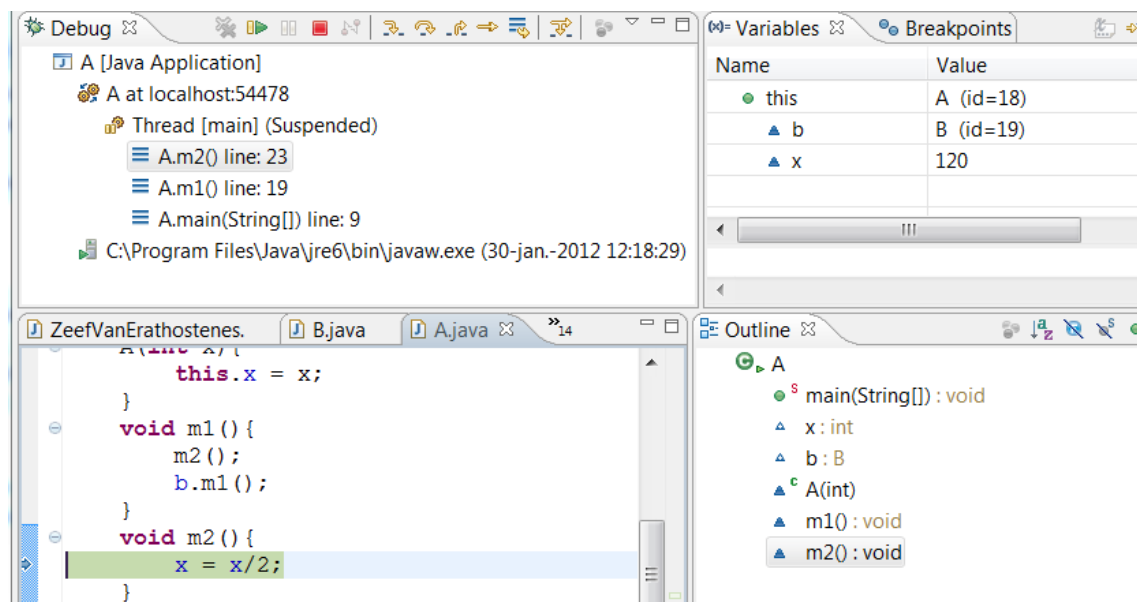 Debug
A [Java Application]
A at localhost:54478
Thread [main] (Suspended)
A.m2() line: 23
A.m1() line: 19
A.main(String[]) line: 9
C:\Program Files\Java\jre6\bin\javaw.exe (30-jan.-2012 12:18:29)
(x)= Variables Breakpoints
Name Value
this A (id=18)
b B (id=19)
x 120
ZeefVanErathostenes. B.java A.java »14
A(int x){
this.x = x;
}
void m1(){
m2();
b.m1();
}
void m2(){
x = x/2;
}
Outline
A
main(String[]) : void
x : int
b : B
A(int)
m1() : void
m2() : void